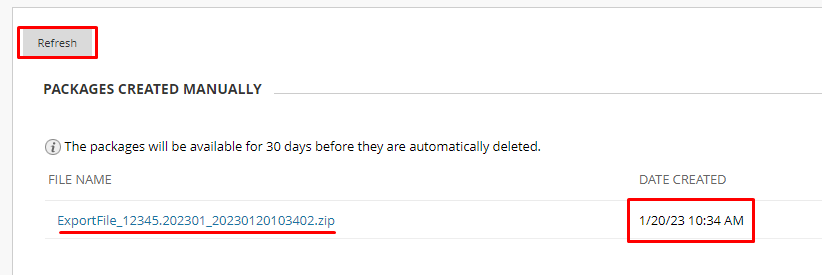 Refresh
PACKAGES CREATED MANUALLY
The packages will be available for 30 days before they are automatically deleted.
FILE NAME DATE CREATED
ExportFile_12345.202301_20230120103402.zip 1/20/23 10:34 AM